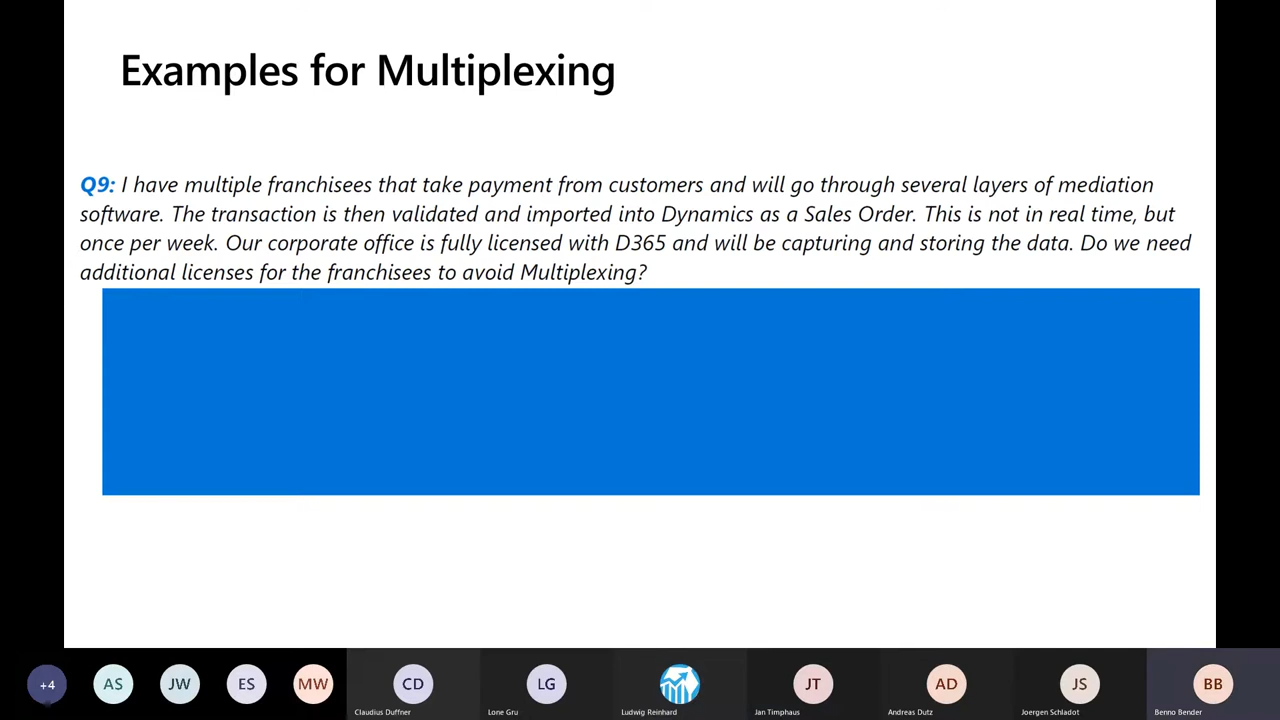 Examples for Multiplexing
Q9: I have multiple franchisees that take payment from customers and will go through several layers of mediation
software. The transaction is then validated and imported into Dynamics as a Sales Order. This is not in real time, but
once per week. Our corporate office is fully licensed with D365 and will be capturing and storing the data. Do we need
additional licenses for the franchisees to avoid Multiplexing?
+4 AS JW ES MW CD LG JT AD JS BB
Claudius Duffner Lone Gru Ludwig Reinhard Jan Timphaus Andreas Dutz Joergen Schladot Benno Bender